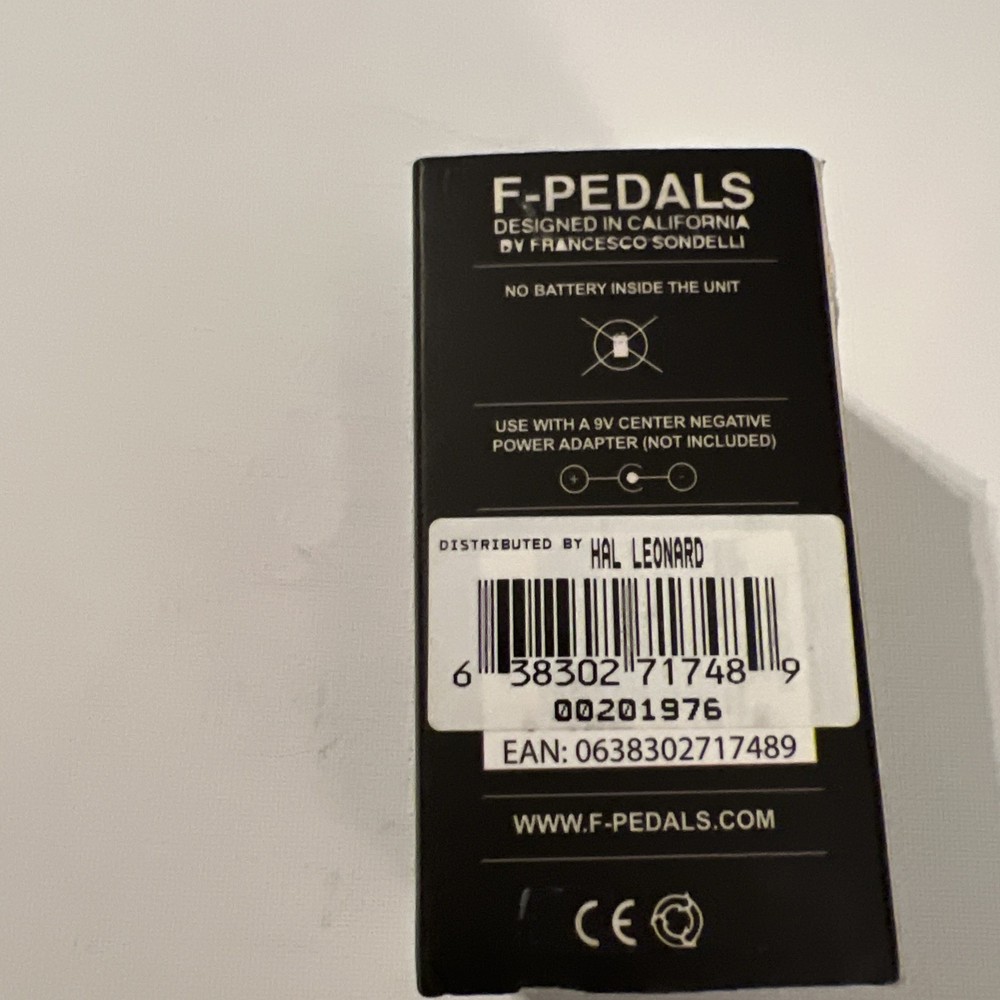 F-PEDALS
DESIGNED IN CALIFORNIA
BY FRANCESCO SONDELLI
NO BATTERY INSIDE THE UNIT
USE WITH A 9V CENTER NEGATIVE
POWER ADAPTER (NOT INCLUDED)
+ -
DISTRIBUTED BY HAL LEONARD
6 38302 71748 9
00201976
EAN: 0638302717489
WWW.F-PEDALS.COM
CE